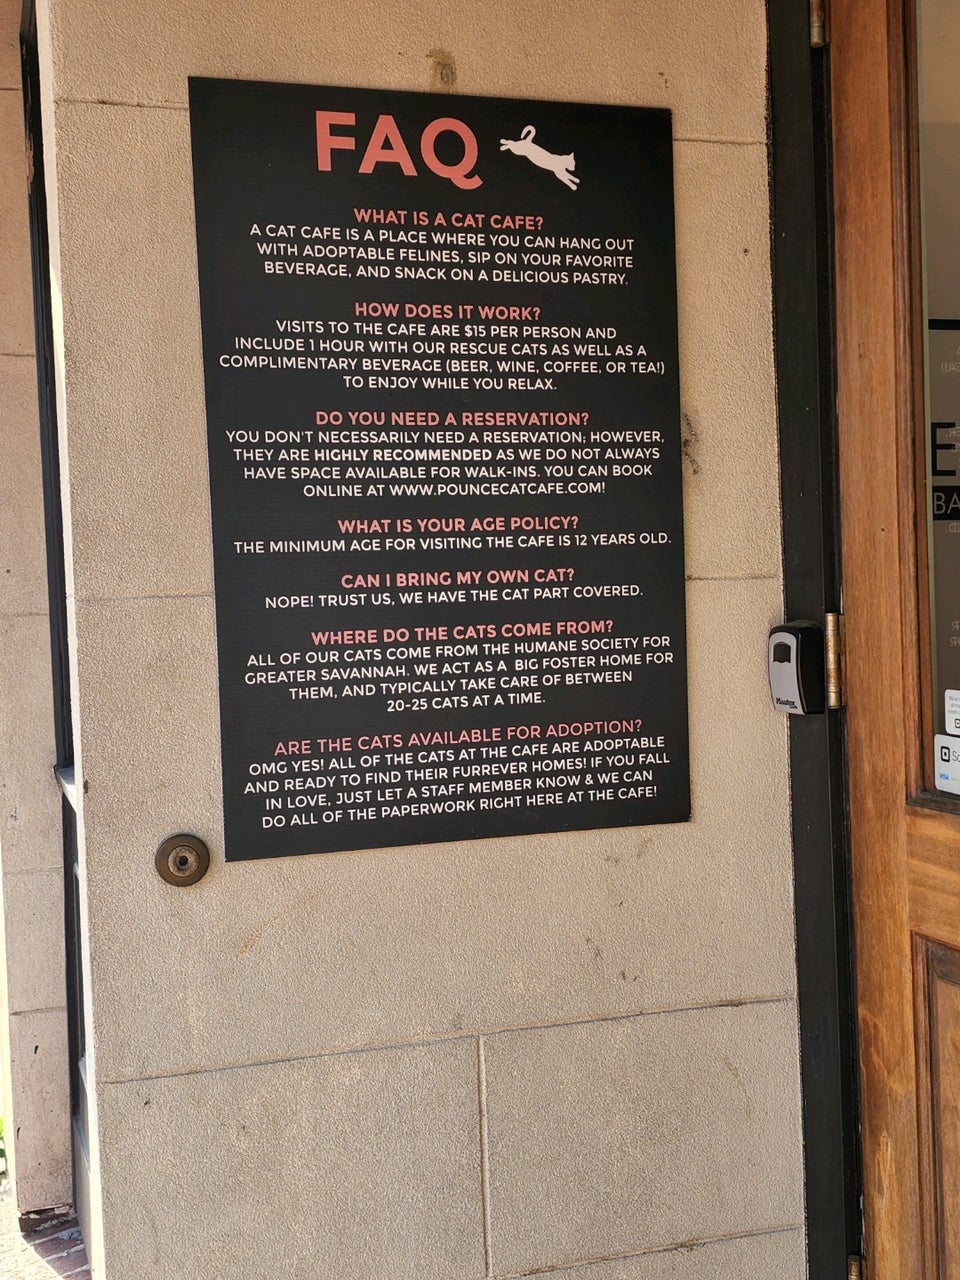 FAQ
WHAT IS A CAT CAFE?
A CAT CAFE IS A PLACE WHERE YOU CAN HANG OUT
WITH ADOPTABLE FELINES, SIP ON YOUR FAVORITE
BEVERAGE, AND SNACK ON A DELICIOUS PASTRY.
HOW DOES IT WORK?
VISITS TO THE CAFE ARE $15 PER PERSON AND
INCLUDE 1 HOUR WITH OUR RESCUE CATS AS WELL AS A
COMPLIMENTARY BEVERAGE (BEER, WINE, COFFEE, OR TEA!)
TO ENJOY WHILE YOU RELAX.
DO YOU NEED A RESERVATION?
YOU DON'T NECESSARILY NEED A RESERVATION; HOWEVER,
THEY ARE HIGHLY RECOMMENDED AS WE DO NOT ALWAYS
HAVE SPACE AVAILABLE FOR WALK-INS. YOU CAN BOOK
ONLINE AT WWW.POUNCECATCAFE.COM!
WHAT IS YOUR AGE POLICY?
THE MINIMUM AGE FOR VISITING THE CAFE IS 12 YEARS OLD.
CAN I BRING MY OWN CAT?
NOPE! TRUST US, WE HAVE THE CAT PART COVERED.
WHERE DO THE CATS COME FROM?
ALL OF OUR CATS COME FROM THE HUMANE SOCIETY FOR
GREATER SAVANNAH. WE ACT AS A BIG FOSTER HOME FOR
THEM, AND TYPICALLY TAKE CARE OF BETWEEN
20-25 CATS AT A TIME.
ARE THE CATS AVAILABLE FOR ADOPTION?
OMG YES! ALL OF THE CATS AT THE CAFE ARE ADOPTABLE
AND READY TO FIND THEIR FURREVER HOMES! IF YOU FALL
IN LOVE, JUST LET A STAFF MEMBER KNOW & WE CAN
DO ALL OF THE PAPERWORK RIGHT HERE AT THE CAFE!
Master
E
BA
VISA